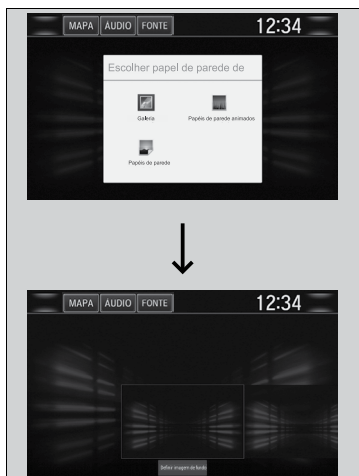 MAPA ÁUDIO FONTE 12:34
Escolher papel de parede de
Galeria Papéis de parede animados
Papéis de parede
MAPA ÁUDIO FONTE 12:34
Definir imagem de fundo